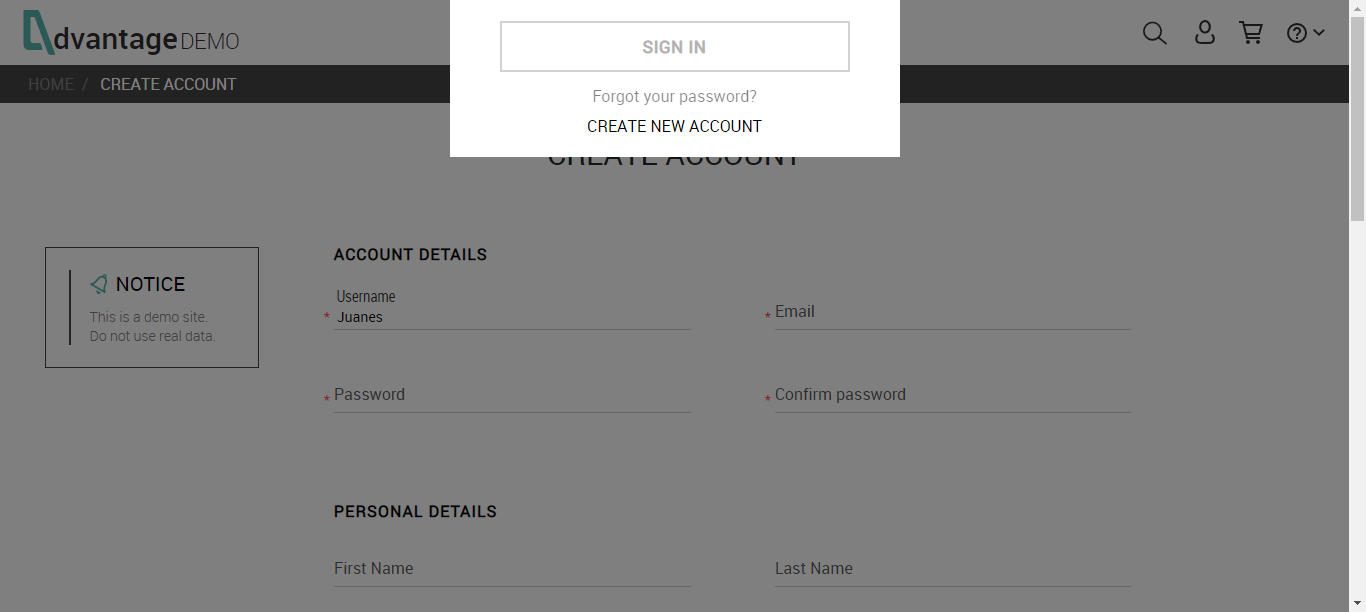 dvantage DEMO
SIGN IN
Forgot your password?
CREATE NEW ACCOUNT
HOME / CREATE ACCOUNT
CREATE ACCOUNT
NOTICE
This is a demo site.
Do not use real data.
ACCOUNT DETAILS
Username
* Juanes
* Email
* Password
* Confirm password
PERSONAL DETAILS
First Name
Last Name